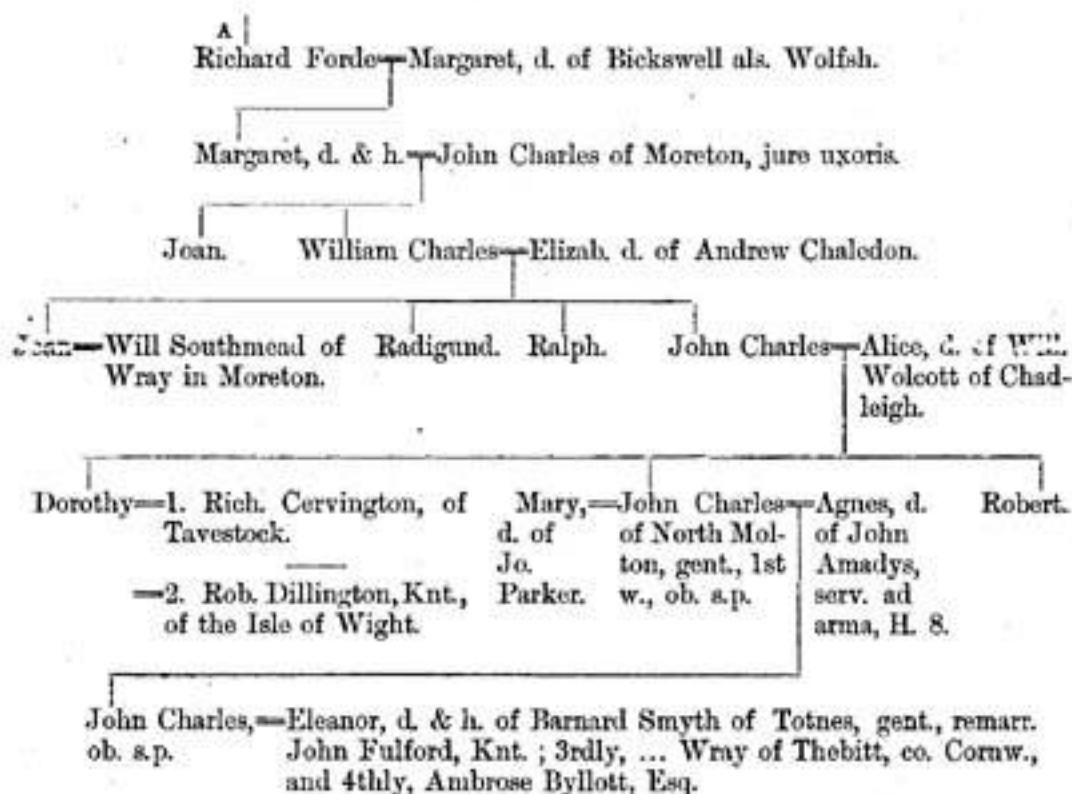 A
Richard Forde Margaret, d. of Bickswell als. Wolfsh.
Margaret, d. & h. John Charles of Moreton, jure uxoris.
Joan. William Charles Elizab. d. of Andrew Chaledon.
Joan Will Southmead of Radigund. Ralph. John Charles Alice, d. of Will.
Wray in Moreton. Wolcott of Chad-
leigh.
Dorothy 1. Rich. Cervington, of Mary, John Charles Agnes, d. Robert.
Tavestock. d. of of North Mol- of John
Jo. ton, gent., 1st Amadys,
2. Rob. Dillington, Knt., Parker. w., ob. s.p. serv. ad
of the Isle of Wight. arma, H. 8.
John Charles, Eleanor, d. & h. of Barnard Smyth of Totnes, gent., remarr.
ob. s.p. John Fulford, Knt. ; 3rdly, ... Wray of Thebitt, co. Cornw.,
and 4thly, Ambrose Byllott, Esq.